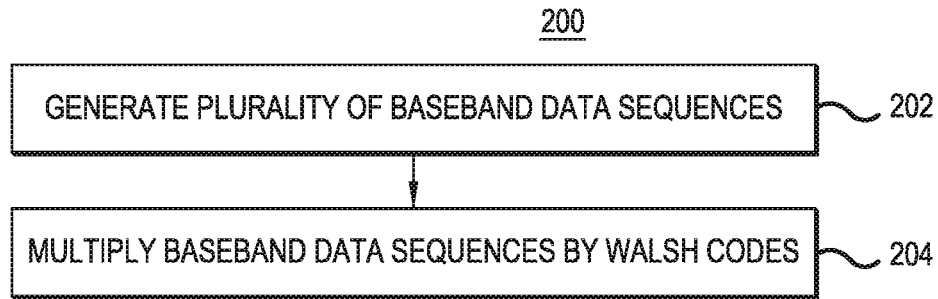 200
GENERATE PLURALITY OF BASEBAND DATA SEQUENCES
202
MULTIPLY BASEBAND DATA SEQUENCES BY WALSH CODES
204